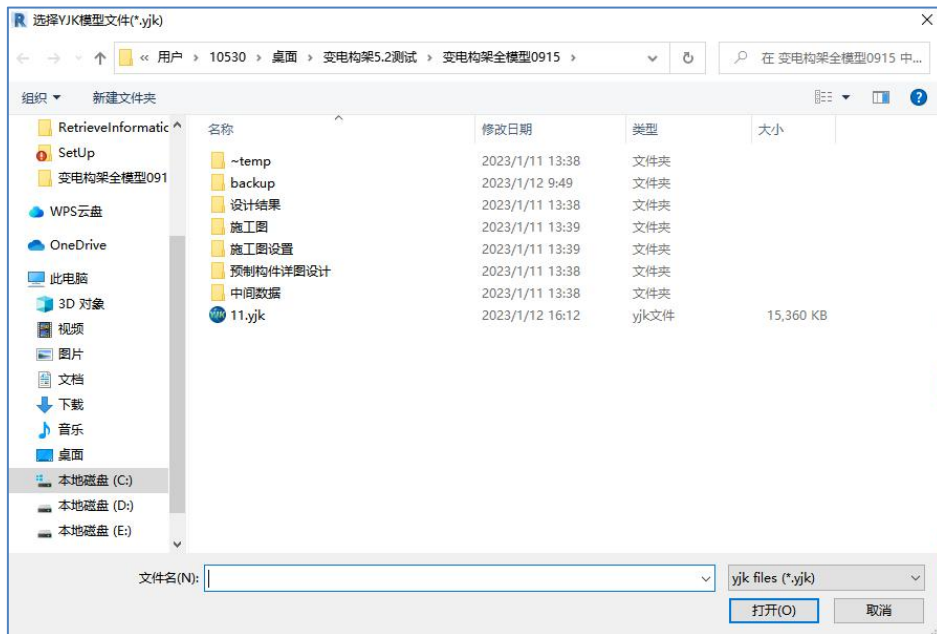 选择YJK模型文件(*.yjk)
« 用户 › 10530 › 桌面 › 变电构架5.2测试 › 变电构架全模型0915 ›
在 变电构架全模型0915 中...
组织 新建文件夹
RetrieveInformatic
SetUp
变电构架全模型091
WPS云盘
OneDrive
此电脑
3D 对象
视频
图片
文档
下载
音乐
桌面
本地磁盘 (C:)
本地磁盘 (D:)
本地磁盘 (E:)
名称 修改日期 类型 大小
~temp 2023/1/11 13:38 文件夹
backup 2023/1/12 9:49 文件夹
设计结果 2023/1/11 13:38 文件夹
施工图 2023/1/11 13:39 文件夹
施工图设置 2023/1/11 13:39 文件夹
预制构件详图设计 2023/1/11 13:38 文件夹
中间数据 2023/1/11 13:38 文件夹
11.yjk 2023/1/12 16:12 yjk文件 15,360 KB
文件名(N): yjk files (*.yjk)
打开(O) 取消